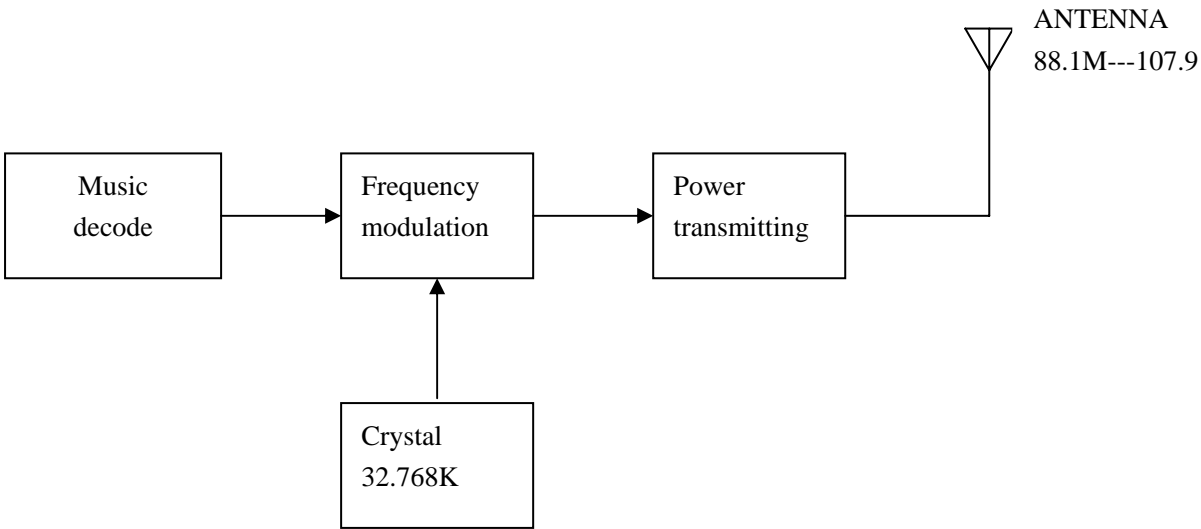 ANTENNA
88.1M---107.9
Music
decode
Frequency
modulation
Power
transmitting
Crystal
32.768K